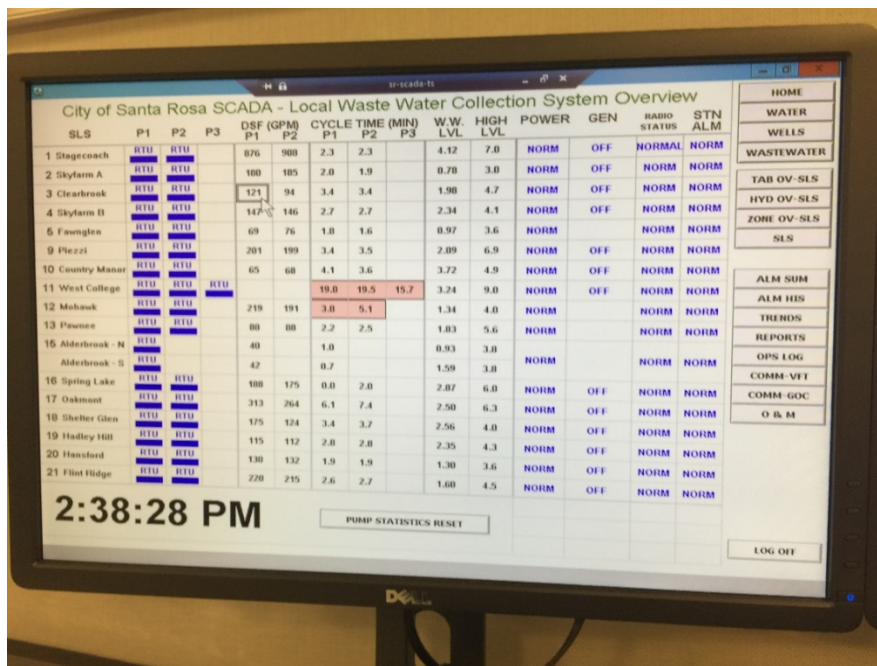 sr-scada-ts
City of Santa Rosa SCADA - Local Waste Water Collection System Overview
SLS P1 P2 P3 DSF (GPM) P1 P2 CYCLE TIME (MIN) P1 P2 P3 W.W. LVL HIGH LVL POWER GEN RADIO STATUS STN ALM
1 Stagecoach RTU RTU 876 908 2.3 2.3 4.12 7.0 NORM OFF NORMAL NORM
2 Skyfarm A RTU RTU 180 185 2.0 1.9 0.78 3.0 NORM OFF NORM NORM
3 Clearbrook RTU RTU 121 94 3.4 3.4 1.98 4.7 NORM OFF NORM NORM
4 Skyfarm B RTU RTU 147 146 2.7 2.7 2.34 4.1 NORM OFF NORM NORM
6 Fawnglen RTU RTU 69 76 1.8 1.6 0.97 3.6 NORM NORM NORM
9 Piezzi RTU RTU 201 199 3.4 3.5 2.09 6.9 NORM OFF NORM NORM
10 Country Manor RTU RTU 65 68 4.1 3.6 3.72 4.9 NORM OFF NORM NORM
11 West College RTU RTU RTU 19.0 19.5 15.7 3.24 9.0 NORM OFF NORM NORM
12 Mohawk RTU RTU 219 191 3.0 5.1 1.34 4.0 NORM NORM NORM
13 Pawnee RTU RTU 88 88 2.2 2.5 1.03 5.6 NORM NORM NORM
15 Alderbrook - N RTU 40 1.0 0.93 3.8
Alderbrook - S RTU 42 0.7 1.59 3.8 NORM NORM NORM
16 Spring Lake RTU RTU 188 175 0.0 2.0 2.07 6.0 NORM OFF NORM NORM
17 Oakmont RTU RTU 313 264 6.1 7.4 2.50 6.3 NORM OFF NORM NORM
18 Shelter Glen RTU RTU 175 124 3.4 3.7 2.56 4.0 NORM OFF NORM NORM
19 Hadley Hill RTU RTU 115 112 2.8 2.8 2.35 4.3 NORM OFF NORM NORM
20 Hansford RTU RTU 130 132 1.9 1.9 1.30 3.6 NORM OFF NORM NORM
21 Flint Ridge RTU RTU 220 215 2.6 2.7 1.60 4.5 NORM OFF NORM NORM
2:38:28 PM
PUMP STATISTICS RESET
HOME
WATER
WELLS
WASTEWATER
TAB OV-SLS
HYD OV-SLS
ZONE OV-SLS
SLS
ALM SUM
ALM HIS
TRENDS
REPORTS
OPS LOG
COMM-VFT
COMM-GOC
O & M
LOG OFF
DELL